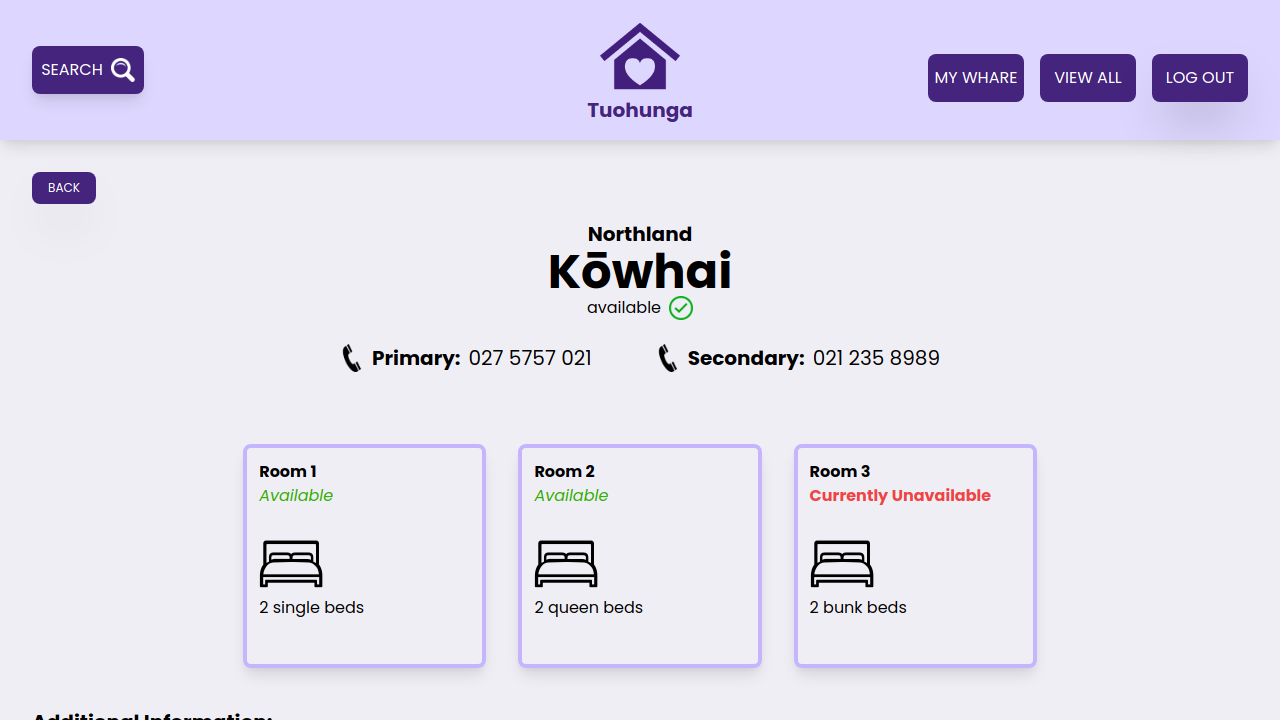 SEARCH
Tuohunga
MY WHARE
VIEW ALL
LOG OUT
BACK
Northland
Kōwhai
available
Primary: 027 5757 021
Secondary: 021 235 8989
Room 1
Available
2 single beds
Room 2
Available
2 queen beds
Room 3
Currently Unavailable
2 bunk beds
Additional Information: